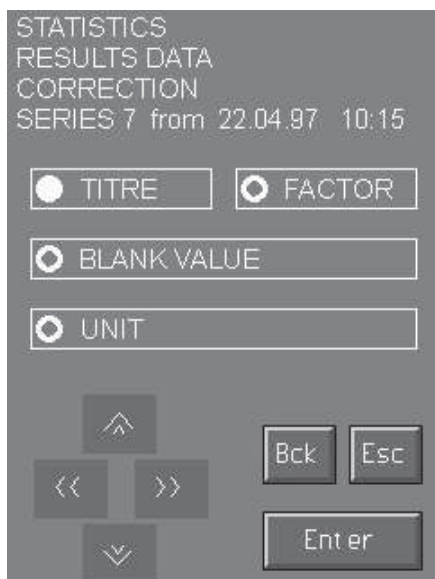 STATISTICS
RESULTS DATA
CORRECTION
SERIES 7 from 22.04.97 10:15
TITRE FACTOR
BLANK VALUE
UNIT
Bck Esc
<< >>
Enter